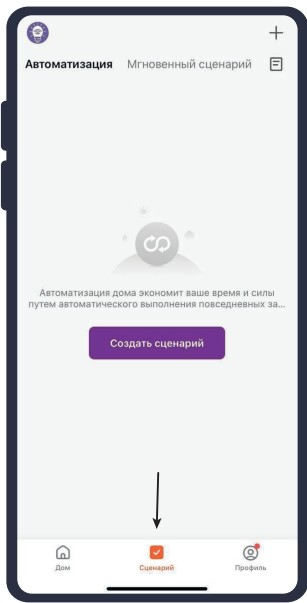 Автоматизация Мгновенный сценарий
Автоматизация дома экономит ваше время и силы
путем автоматического выполнения повседневных за...
Создать сценарий
Дом Сценарий Профиль